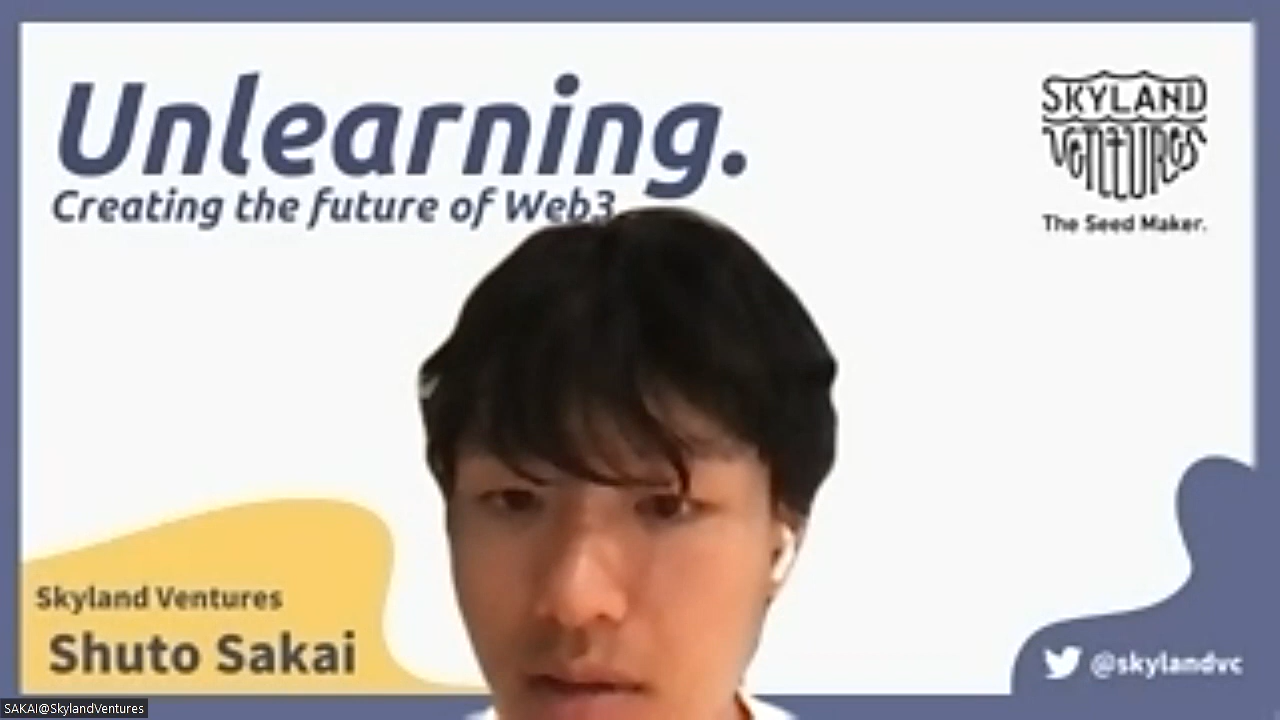 Unlearning.
Creating the future of Web3
SKYLAND
VENTURES
The Seed Maker.
Skyland Ventures
Shuto Sakai
@skylandvc
SAKAI@SkylandVentures